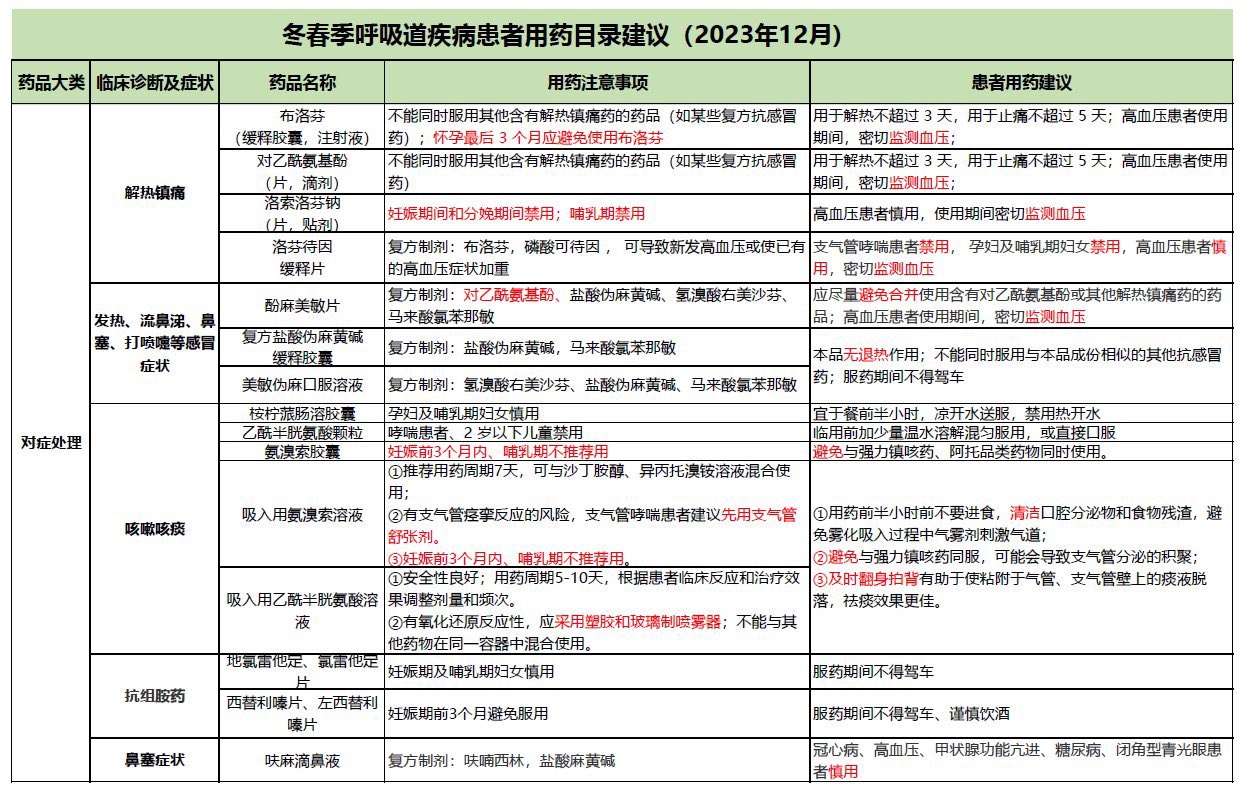 冬春季呼吸道疾病患者用药目录建议（2023年12月）
药品大类
临床诊断及症状
药品名称
用药注意事项
患者用药建议
对症处理
解热镇痛
布洛芬
（缓释胶囊，注射液）
不能同时服用其他含有解热镇痛药的药品（如某些复方抗感冒
药）；怀孕最后 3 个月应避免使用布洛芬
用于解热不超过 3 天，用于止痛不超过 5 天；高血压患者使用
期间，密切监测血压；
对乙酰氨基酚
（片，滴剂）
不能同时服用其他含有解热镇痛药的药品（如某些复方抗感冒
药）
用于解热不超过 3 天，用于止痛不超过 5 天；高血压患者使用
期间，密切监测血压；
洛索洛芬钠
（片，贴剂）
妊娠期间和分娩期间禁用；哺乳期禁用
高血压患者慎用，使用期间密切监测血压
洛芬待因
缓释片
复方制剂：布洛芬，磷酸可待因 ， 可导致新发高血压或使已有
的高血压症状加重
支气管哮喘患者禁用， 孕妇及哺乳期妇女禁用，高血压患者慎
用，密切监测血压
发热、流鼻涕、鼻
塞、打喷嚏等感冒
症状
酚麻美敏片
复方制剂：对乙酰氨基酚、盐酸伪麻黄碱、氢溴酸右美沙芬、
马来酸氯苯那敏
应尽量避免合并使用含有对乙酰氨基酚或其他解热镇痛药的药
品；高血压患者使用期间，密切监测血压
复方盐酸伪麻黄碱
缓释胶囊
复方制剂：盐酸伪麻黄碱，马来酸氯苯那敏
本品无退热作用；不能同时服用与本品成份相似的其他抗感冒
药；服药期间不得驾车
美敏伪麻口服溶液
复方制剂：氢溴酸右美沙芬、盐酸伪麻黄碱、马来酸氯苯那敏
咳嗽咳痰
桉柠蒎肠溶胶囊
孕妇及哺乳期妇女慎用
宜于餐前半小时，凉开水送服，禁用热开水
乙酰半胱氨酸颗粒
哮喘患者、2 岁以下儿童禁用
临用前加少量温水溶解混匀服用，或直接口服
氨溴索胶囊
妊娠前3个月内、哺乳期不推荐用
避免与强力镇咳药、阿托品类药物同时使用。
吸入用氨溴索溶液
①推荐用药周期7天，可与沙丁胺醇、异丙托溴铵溶液混合使
用；
②有支气管痉挛反应的风险，支气管哮喘患者建议先用支气管
舒张剂。
③妊娠前3个月内、哺乳期不推荐用。
①用药前半小时前不要进食，清洁口腔分泌物和食物残渣，避
免雾化吸入过程中气雾剂刺激气道；
②避免与强力镇咳药同服，可能会导致支气管分泌的积聚；
③及时翻身拍背有助于使粘附于气管、支气管壁上的痰液脱
落，祛痰效果更佳。
吸入用乙酰半胱氨酸溶
液
①安全性良好；用药周期5-10天，根据患者临床反应和治疗效
果调整剂量和频次。
②有氧化还原反应性，应采用塑胶和玻璃制喷雾器；不能与其
他药物在同一容器中混合使用。
抗组胺药
地氯雷他定、氯雷他定
片
妊娠期及哺乳期妇女慎用
服药期间不得驾车
西替利嗪片、左西替利
嗪片
妊娠期前3个月避免服用
服药期间不得驾车、谨慎饮酒
鼻塞症状
呋麻滴鼻液
复方制剂：呋喃西林，盐酸麻黄碱
冠心病、高血压、甲状腺功能亢进、糖尿病、闭角型青光眼患
者慎用